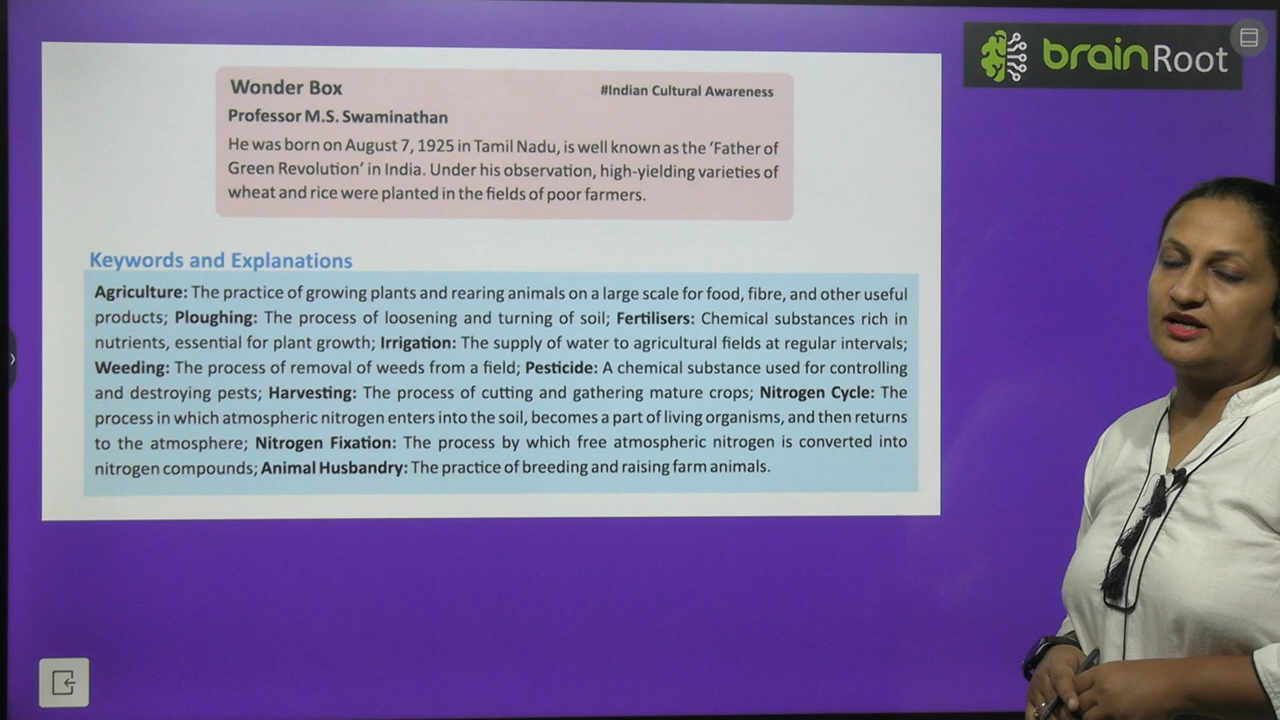 brainRoot
Wonder Box #Indian Cultural Awareness
Professor M.S. Swaminathan
He was born on August 7, 1925 in Tamil Nadu, is well known as the ‘Father of
Green Revolution’ in India. Under his observation, high-yielding varieties of
wheat and rice were planted in the fields of poor farmers.
Keywords and Explanations
Agriculture: The practice of growing plants and rearing animals on a large scale for food, fibre, and other useful
products; Ploughing: The process of loosening and turning of soil; Fertilisers: Chemical substances rich in
nutrients, essential for plant growth; Irrigation: The supply of water to agricultural fields at regular intervals;
Weeding: The process of removal of weeds from a field; Pesticide: A chemical substance used for controlling
and destroying pests; Harvesting: The process of cutting and gathering mature crops; Nitrogen Cycle: The
process in which atmospheric nitrogen enters into the soil, becomes a part of living organisms, and then returns
to the atmosphere; Nitrogen Fixation: The process by which free atmospheric nitrogen is converted into
nitrogen compounds; Animal Husbandry: The practice of breeding and raising farm animals.